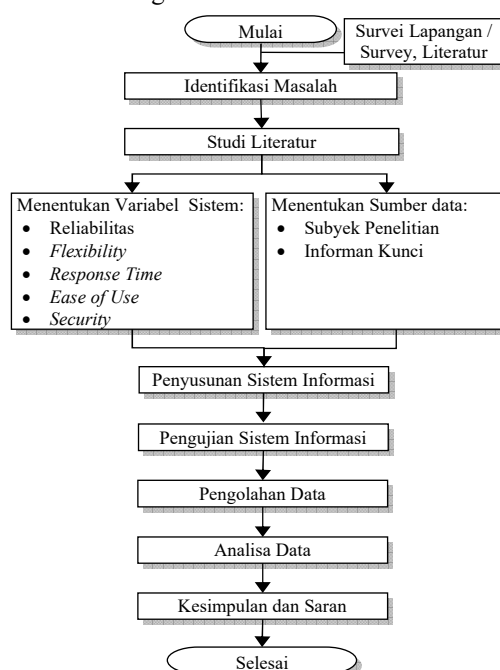 Mulai
Survei Lapangan /
Survey, Literatur
Identifikasi Masalah
Studi Literatur
Menentukan Variabel Sistem:
• Reliabilitas
• Flexibility
• Response Time
• Ease of Use
• Security
Menentukan Sumber data:
• Subyek Penelitian
• Informan Kunci
Penyusunan Sistem Informasi
Pengujian Sistem Informasi
Pengolahan Data
Analisa Data
Kesimpulan dan Saran
Selesai